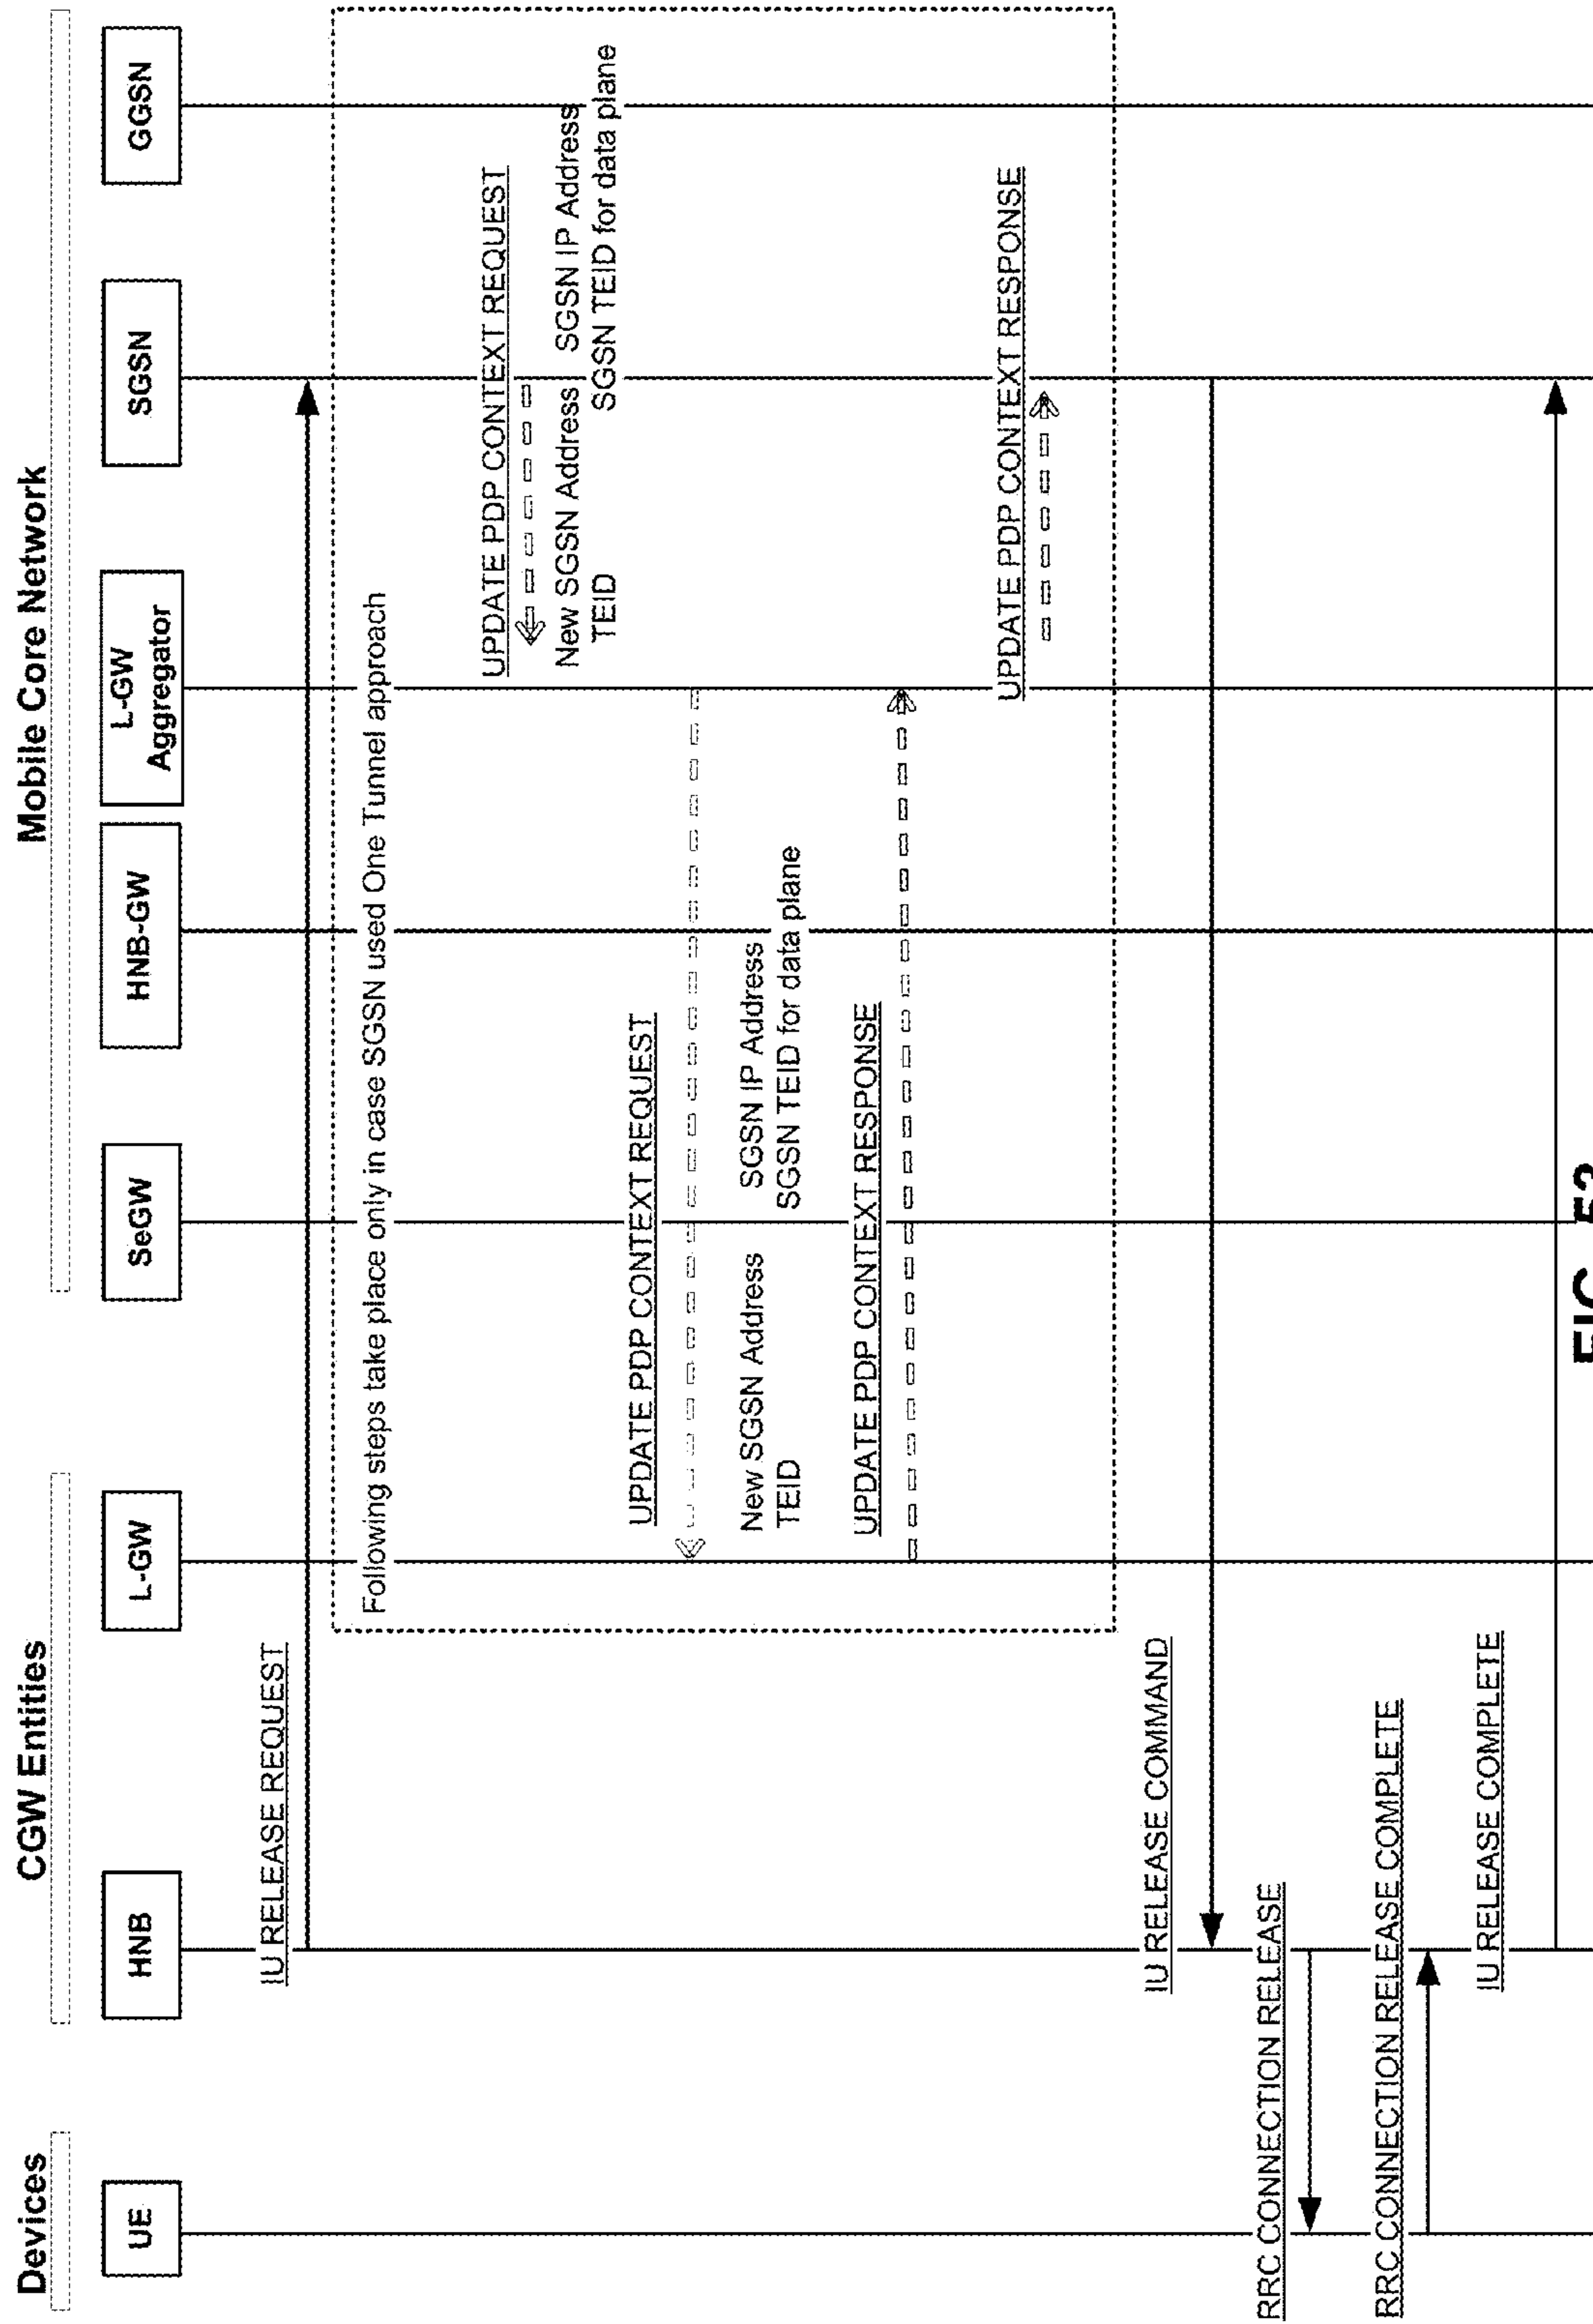 Devices
CGW Entities
Mobile Core Network
UE
HNB
L-GW
SeGW
HNB-GW
L-GW
Aggregator
SGSN
GGSN
IU RELEASE REQUEST
Following steps take place only in case SGSN used One Tunnel approach
UPDATE PDP CONTEXT REQUEST
New SGSN Address SGSN IP Address
TEID SGSN TEID for data plane
UPDATE PDP CONTEXT REQUEST
New SGSN Address SGSN IP Address
TEID SGSN TEID for data plane
UPDATE PDP CONTEXT RESPONSE
UPDATE PDP CONTEXT RESPONSE
IU RELEASE COMMAND
RRC CONNECTION RELEASE
RRC CONNECTION RELEASE COMPLETE
IU RELEASE COMPLETE